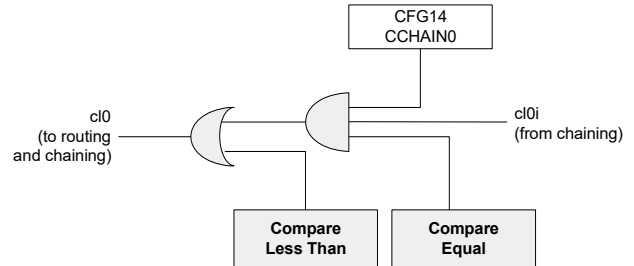 CFG14
CCHAIN0
cl0
(to routing
and chaining)
cl0i
(from chaining)
Compare
Less Than
Compare
Equal